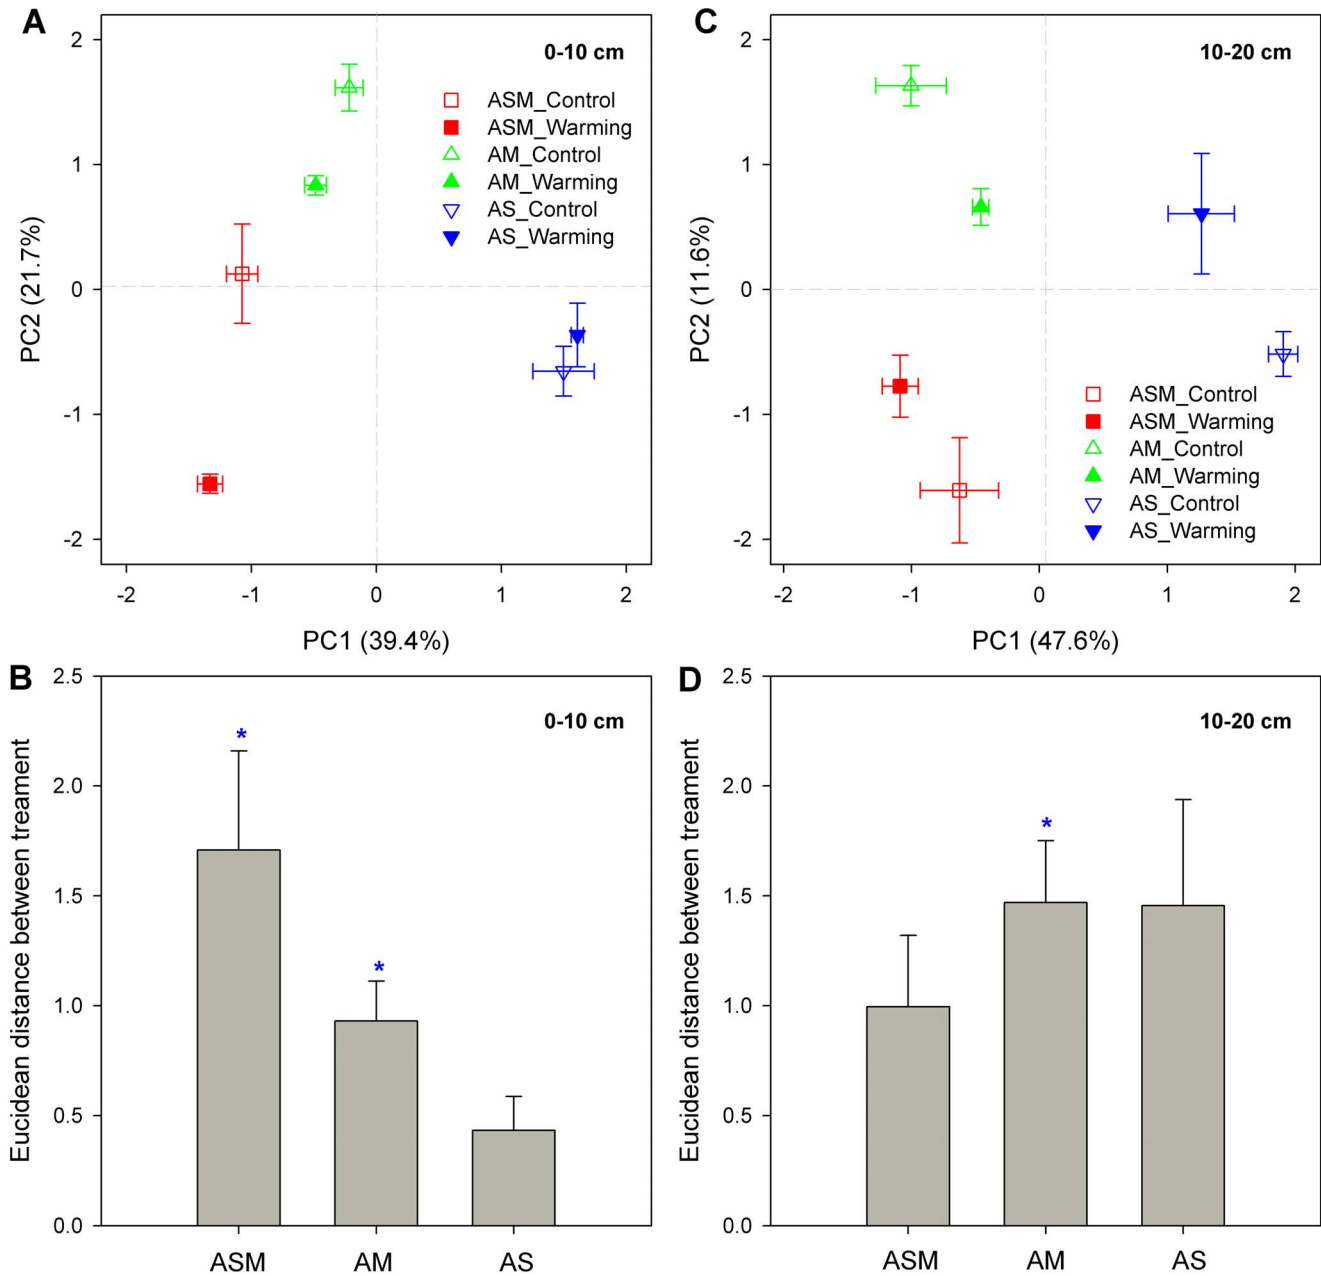 A
0-10 cm
2
1
0
-1
-2
PC2 (21.7%)
ASM_Control
ASM_Warming
AM_Control
AM_Warming
AS_Control
AS_Warming
-2 -1 0 1 2
PC1 (39.4%)
C
10-20 cm
2
1
0
-1
-2
PC2 (11.6%)
ASM_Control
ASM_Warming
AM_Control
AM_Warming
AS_Control
AS_Warming
-2 -1 0 1 2
PC1 (47.6%)
B
0-10 cm
2.5
2.0
1.5
1.0
0.5
0.0
Eucidean distance between treament
*
*
ASM AM AS
D
10-20 cm
2.5
2.0
1.5
1.0
0.5
0.0
Eucidean distance between treament
*
ASM AM AS